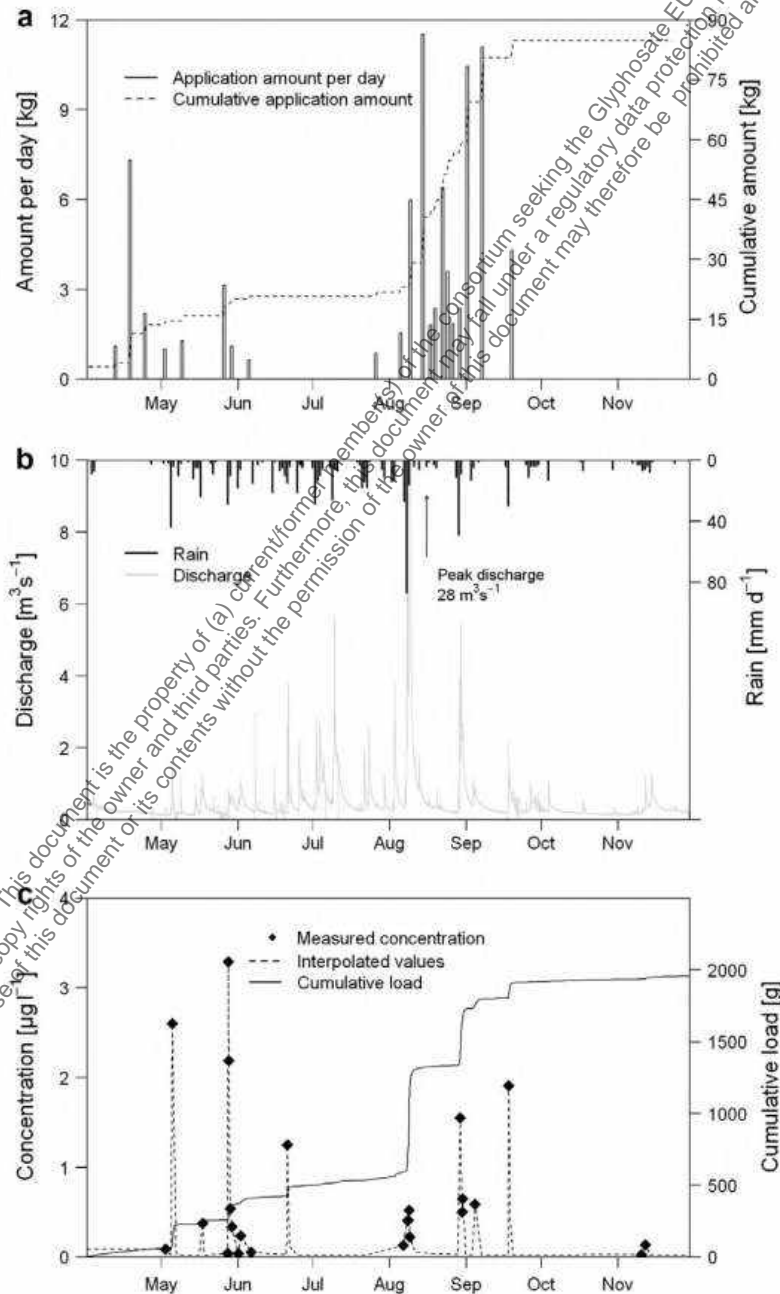 a
12
9
6
3
0
Amount per day [kg]
Application amount per day
Cumulative application amount
90
75
60
45
30
15
0
Cumulative amount [kg]
May Jun Jul Aug Sep Oct Nov
b
10
8
6
4
2
0
Discharge [m³s⁻¹]
Rain
Discharge
Peak discharge
28 m³s⁻¹
0
40
80
Rain [mm d⁻¹]
May Jun Jul Aug Sep Oct Nov
c
4
3
2
1
0
Concentration [µg l⁻¹]
Measured concentration
Interpolated values
Cumulative load
2000
1500
1000
500
0
Cumulative load [g]
May Jun Jul Aug Sep Oct Nov
This document is the property of (a) current/former member(s) of the consortium seeking the Glyphosate EU
copy rights of the owner and third parties. Furthermore, this document may fall under a regulatory data protection
of this document or its contents without the permission of the owner of this document may therefore be prohibited